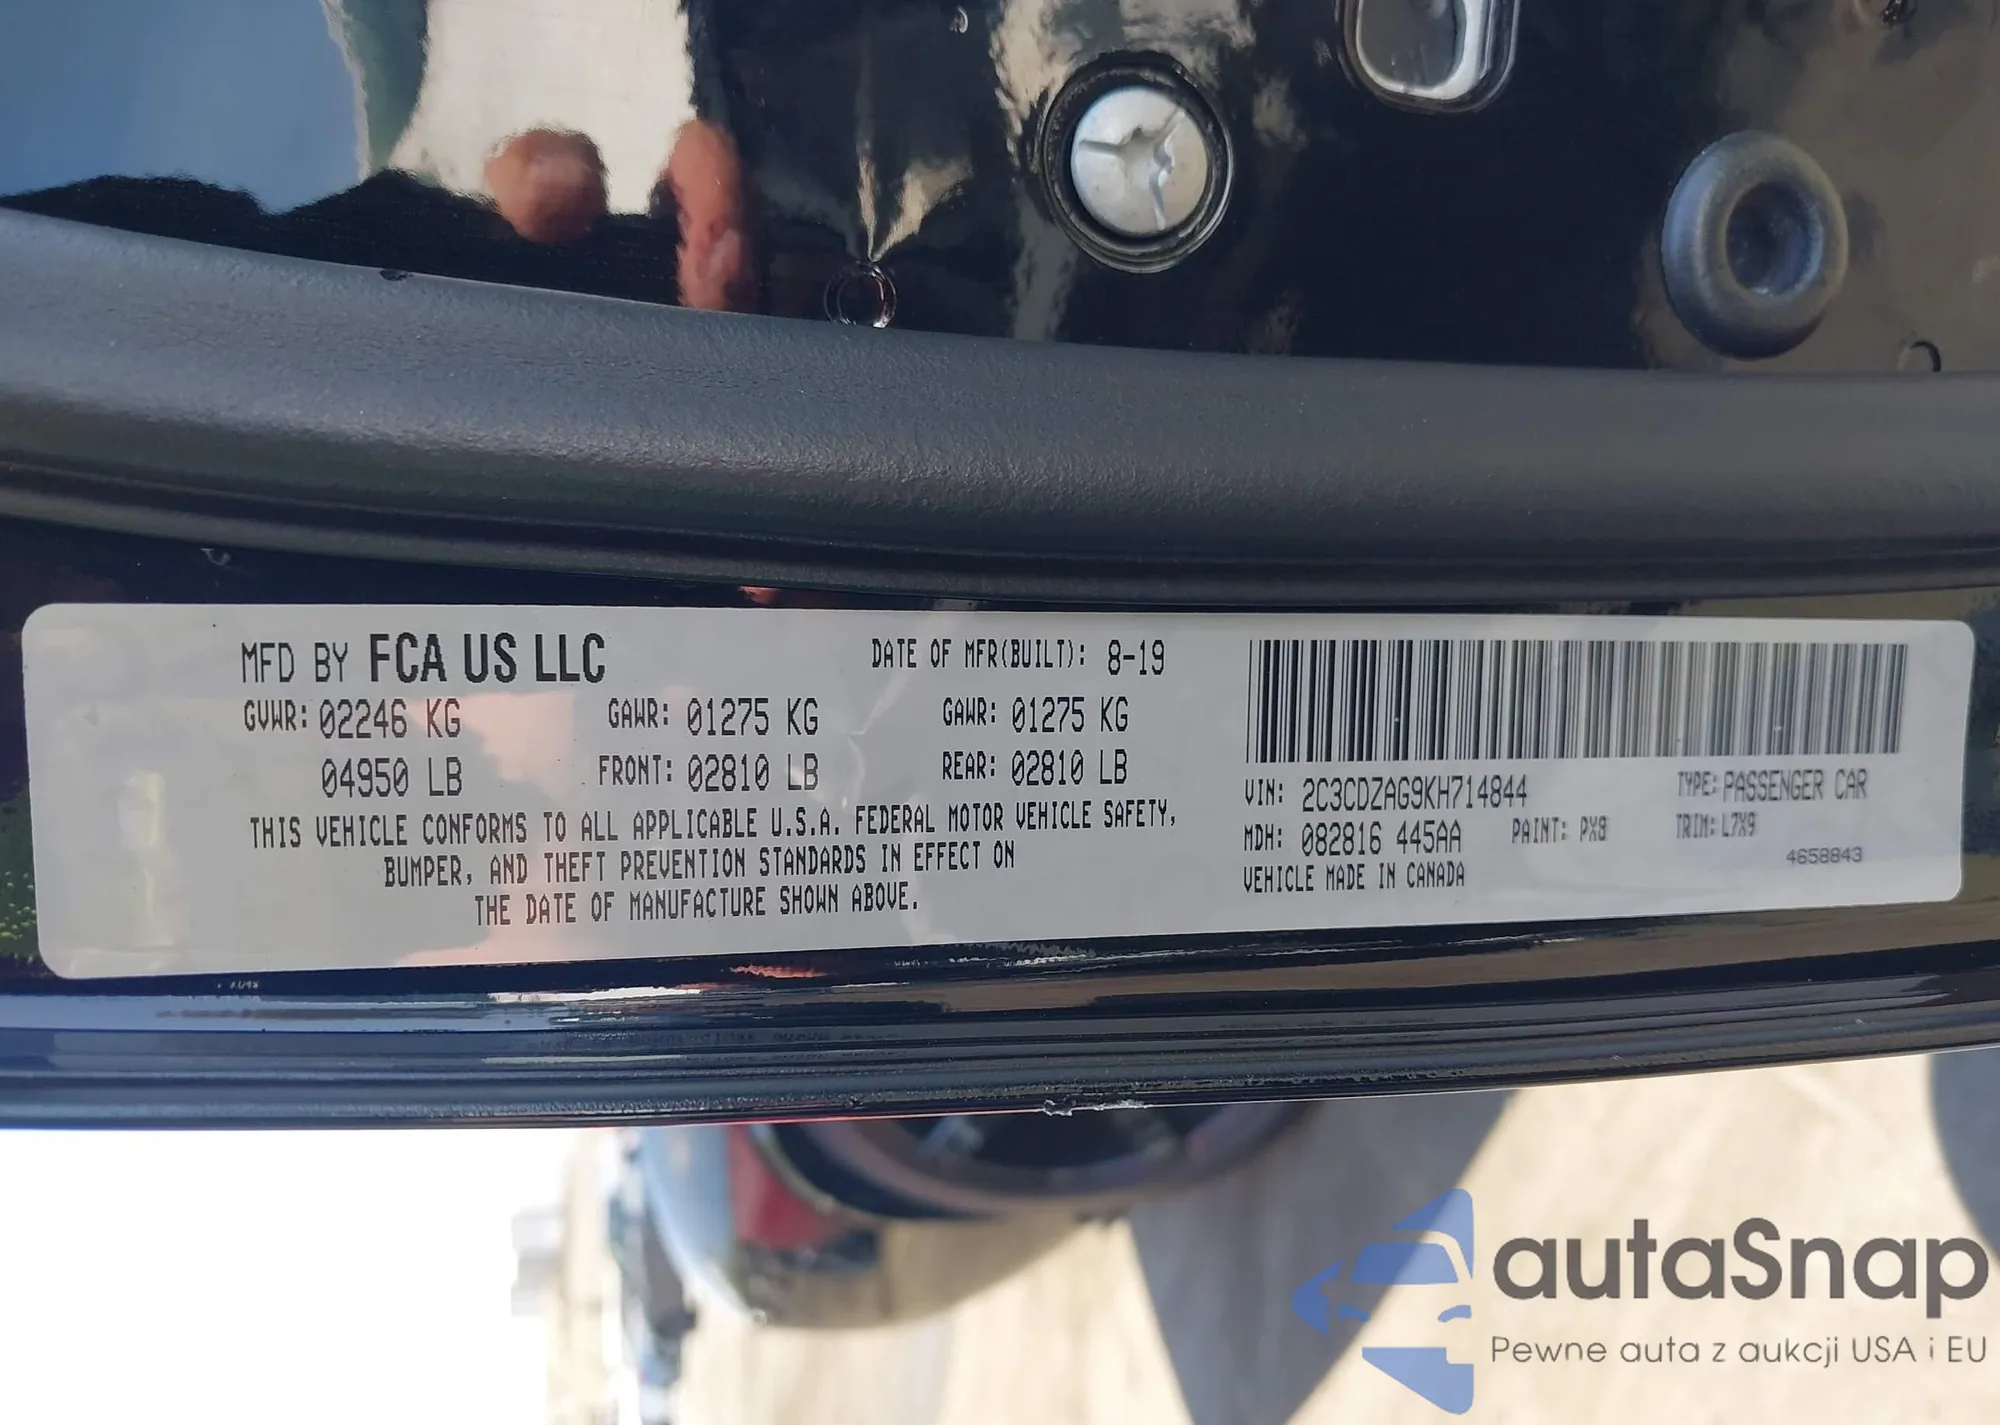 MFD BY FCA US LLC
DATE OF MFR(BUILT): 8-19
GVWR: 02246 KG
GAWR: 01275 KG
GAWR: 01275 KG
04950 LB
FRONT: 02810 LB
REAR: 02810 LB
THIS VEHICLE CONFORMS TO ALL APPLICABLE U.S.A. FEDERAL MOTOR VEHICLE SAFETY,
BUMPER, AND THEFT PREVENTION STANDARDS IN EFFECT ON
THE DATE OF MANUFACTURE SHOWN ABOVE.
VIN: 2C3CDZAG9KH714844
TYPE: PASSENGER CAR
MDH: 082816 445AA
PAINT: PX8
TRIM: L7X9
VEHICLE MADE IN CANADA
4658843
autaSnap
Pewne auta z aukcji USA i EU